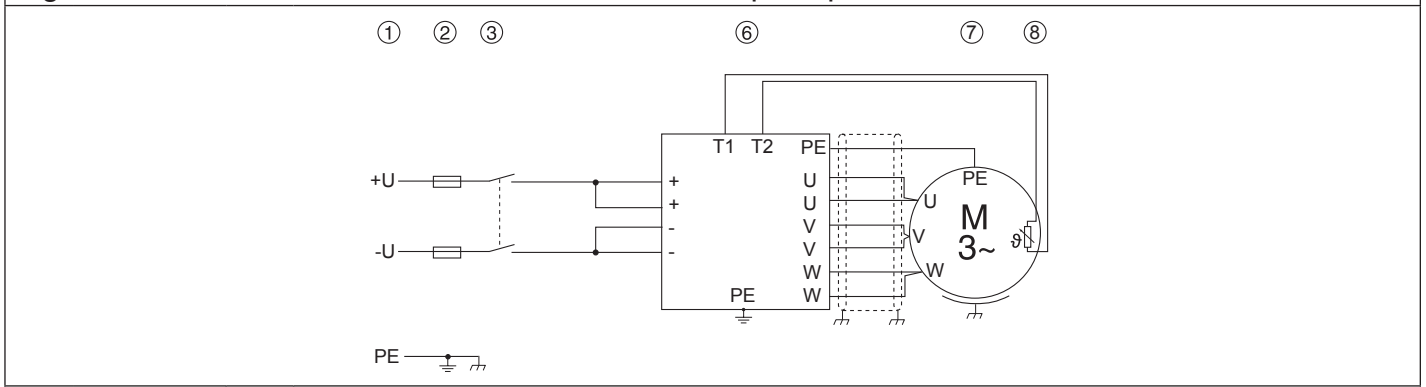 ① ② ③ ⑥ ⑦ ⑧
T1 T2 PE
+U
+
+
-U
-
-
U
U
V
V
W
W
PE
PE
U
V
W
M
3~
ϑ
PE